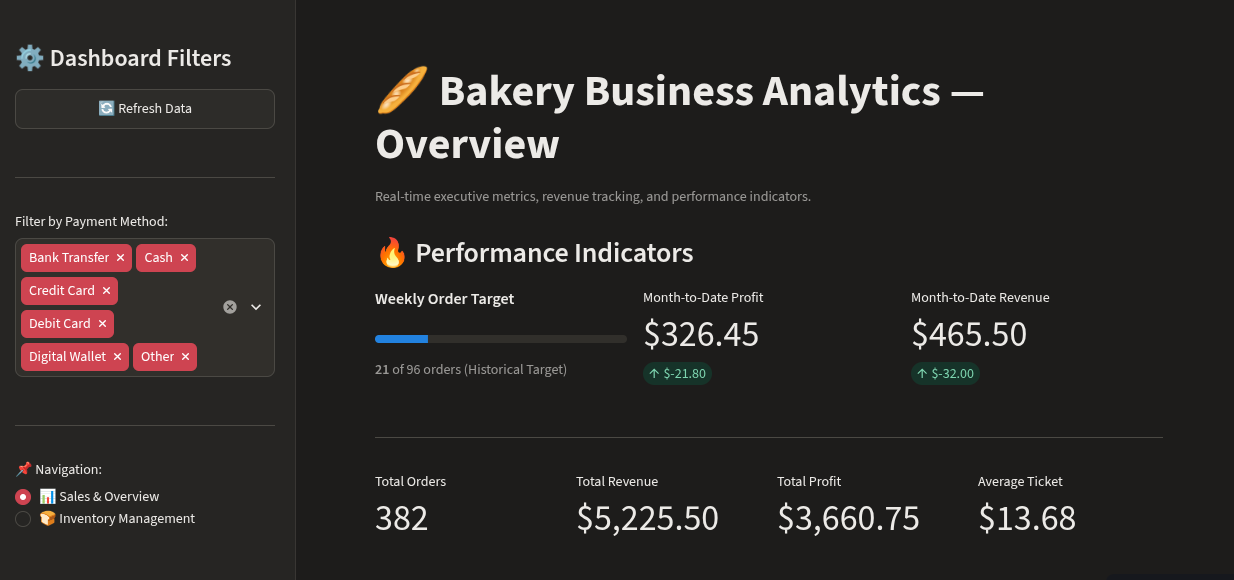 ⚙️ Dashboard Filters
🔄 Refresh Data
Filter by Payment Method:
Bank Transfer ✕ Cash ✕
Credit Card ✕
Debit Card ✕
Digital Wallet ✕ Other ✕
📌 Navigation:
📊 Sales & Overview
🍞 Inventory Management
🥖 Bakery Business Analytics —
Overview
Real-time executive metrics, revenue tracking, and performance indicators.
🔥 Performance Indicators
Weekly Order Target
21 of 96 orders (Historical Target)
Month-to-Date Profit
$326.45
↑ $-21.80
Month-to-Date Revenue
$465.50
↑ $-32.00
Total Orders
382
Total Revenue
$5,225.50
Total Profit
$3,660.75
Average Ticket
$13.68